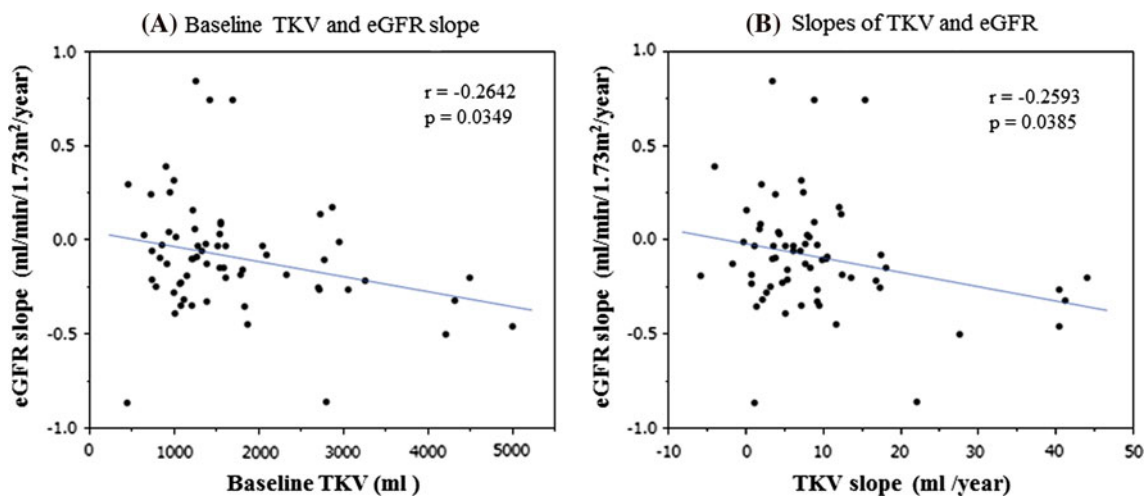 (A) Baseline TKV and eGFR slope
eGFR slope (ml/min/1.73m²/year)
1.0
0.5
0.0
-0.5
-1.0
r = -0.2642
p = 0.0349
0 1000 2000 3000 4000 5000
Baseline TKV (ml )
(B) Slopes of TKV and eGFR
eGFR slope (ml/min/1.73m²/year)
1.0
0.5
0.0
-0.5
-1.0
r = -0.2593
p = 0.0385
-10 0 10 20 30 40 50
TKV slope (ml /year)